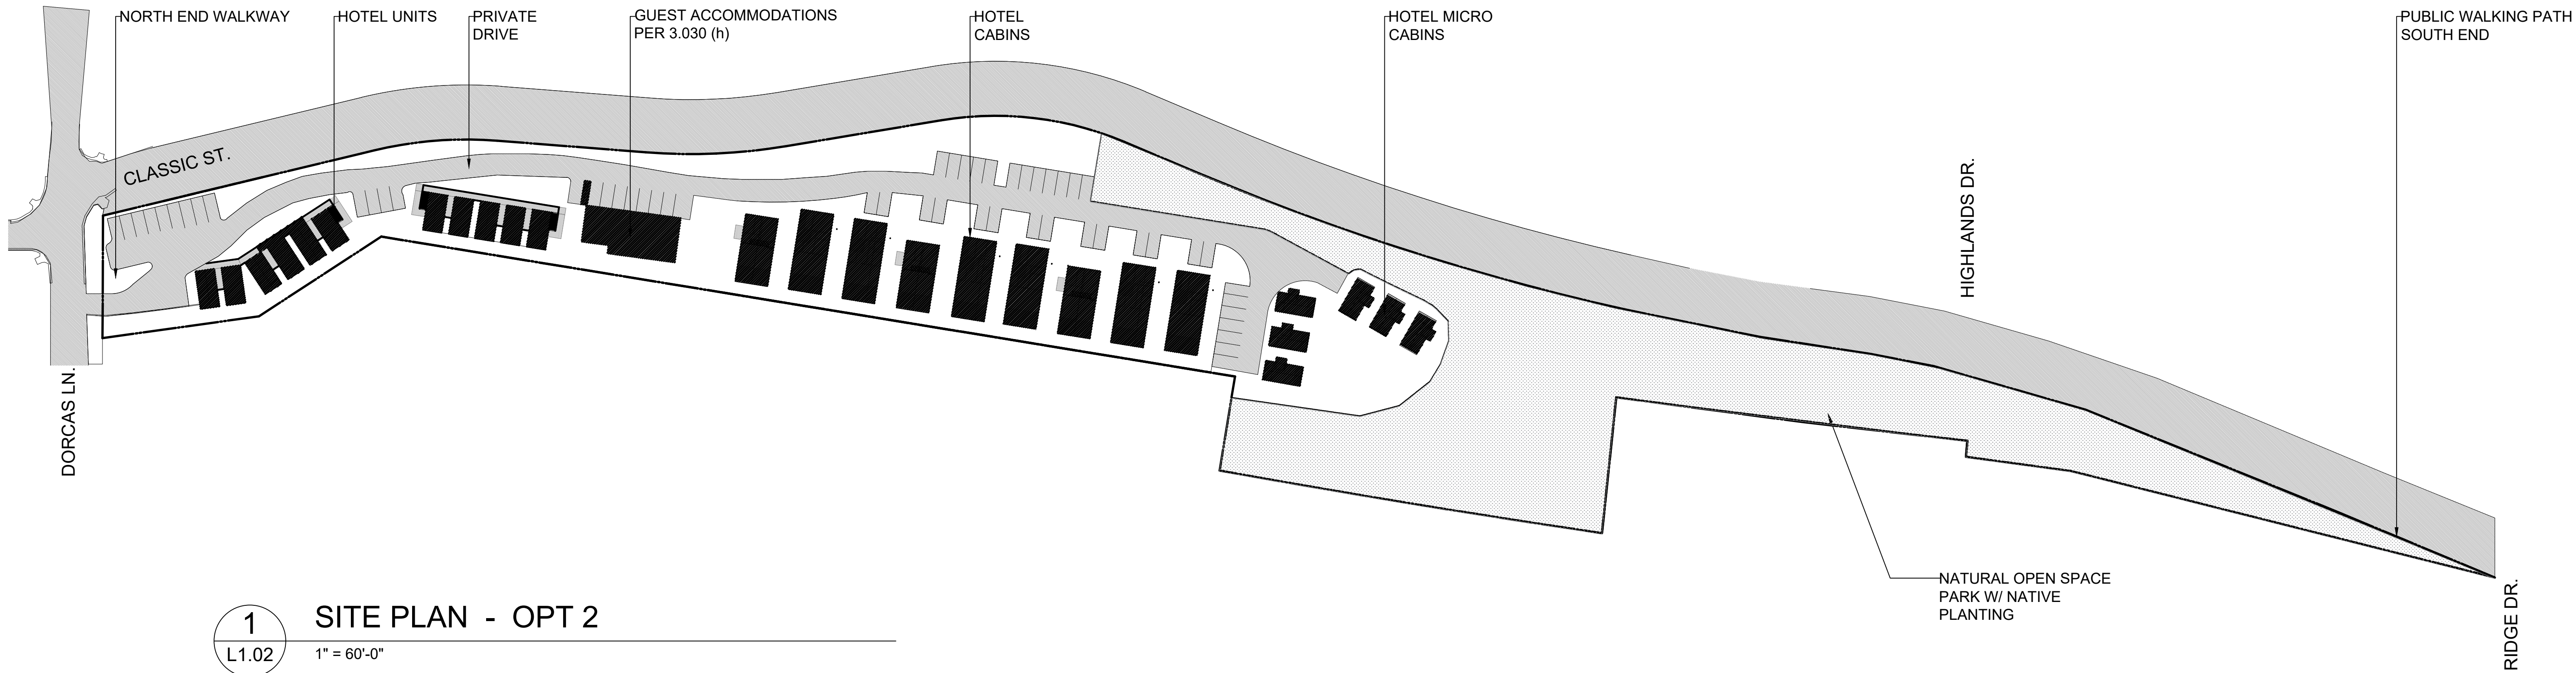 NORTH END WALKWAY
HOTEL UNITS
PRIVATE
DRIVE
GUEST ACCOMMODATIONS
PER 3.030 (h)
HOTEL
CABINS
HOTEL MICRO
CABINS
PUBLIC WALKING PATH
SOUTH END
CLASSIC ST.
HIGHLANDS DR.
DORCAS LN.
NATURAL OPEN SPACE
PARK W/ NATIVE
PLANTING
RIDGE DR.
1
L1.02
SITE PLAN - OPT 2
1" = 60'-0"